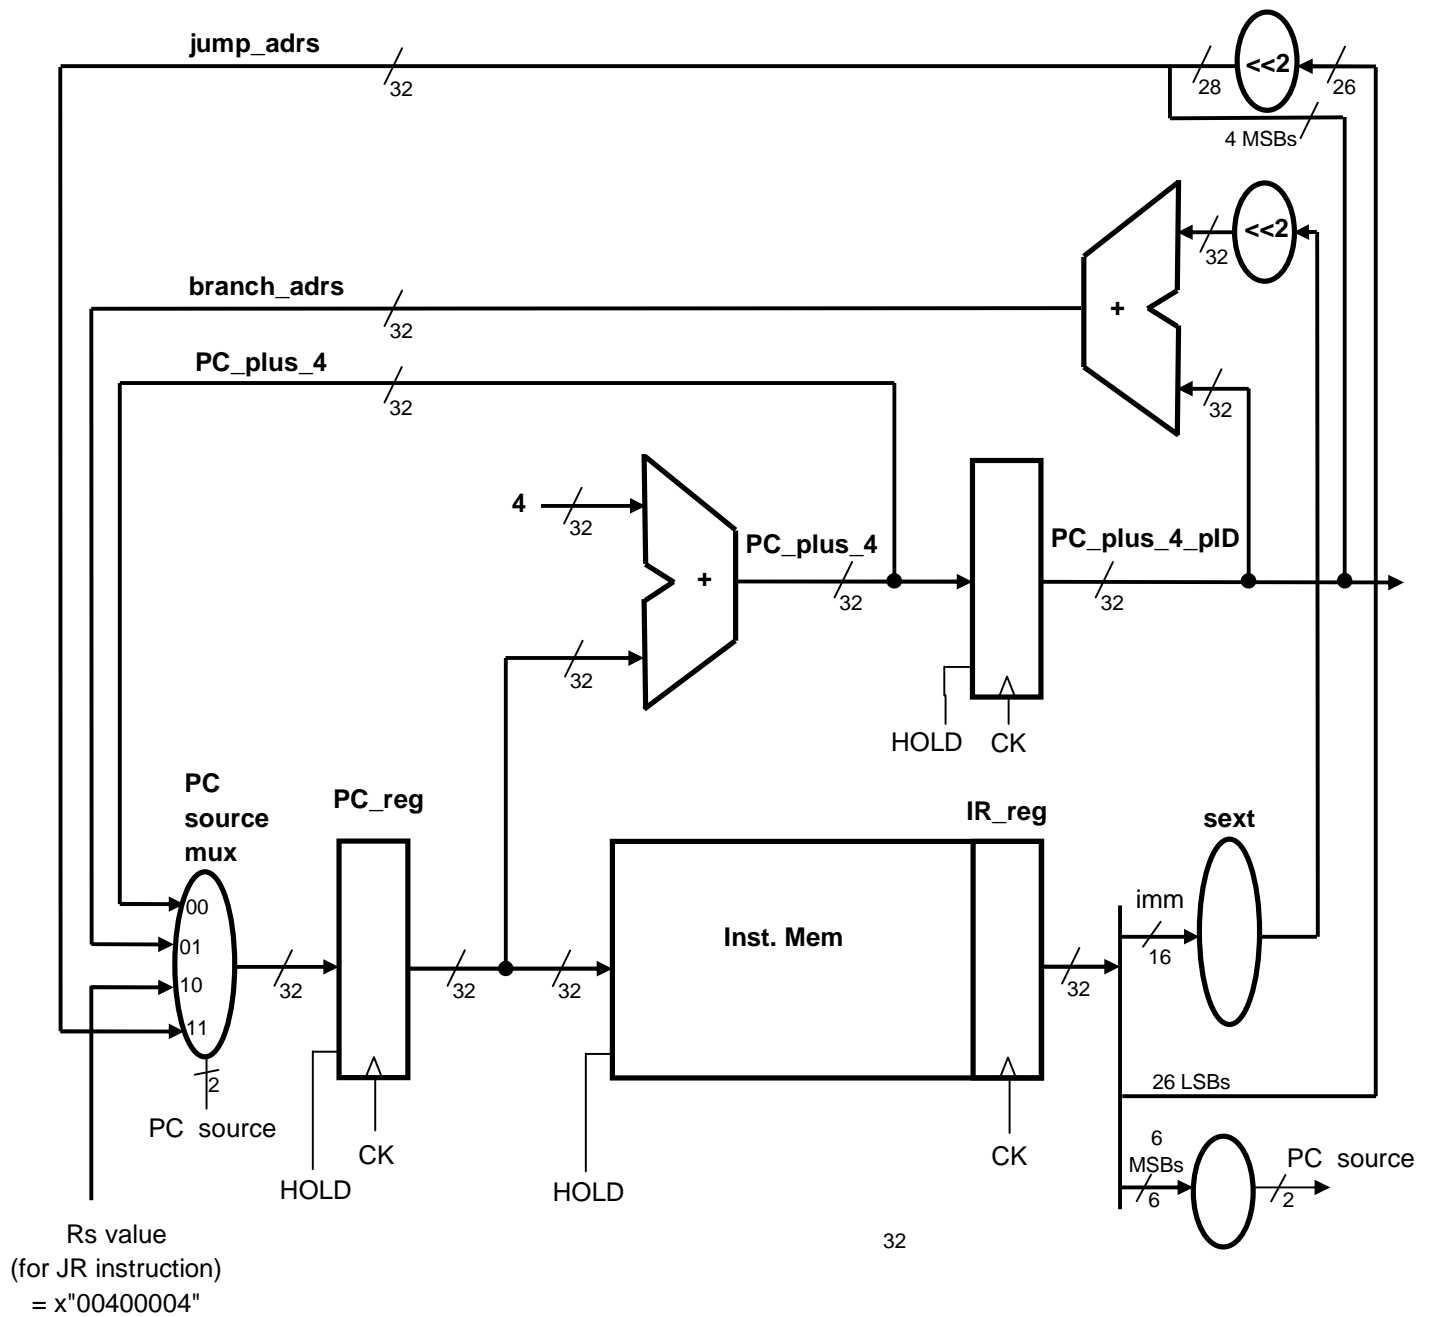 jump_adrs
32
28
<<2
26
4 MSBs
<<2
32
branch_adrs
32
+
PC_plus_4
32
32
4
32
PC_plus_4
PC_plus_4_pID
+
32
32
32
HOLD
CK
PC
source
mux
PC_reg
IR_reg
sext
00
01
10
11
imm
Inst. Mem
16
32
32
32
32
2
PC source
26 LSBs
CK
CK
HOLD
HOLD
6
MSBs
6
PC source
2
Rs value
(for JR instruction)
= x"00400004"
32